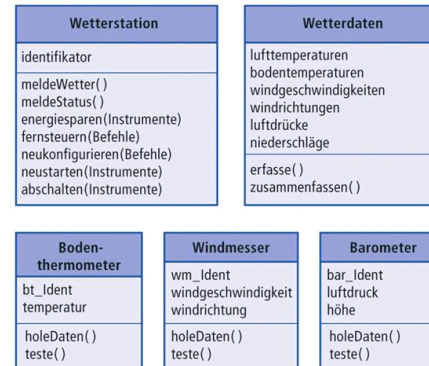 Wetterstation
identifikator
meldeWetter()
meldeStatus()
energiesparen(Instrumente)
fernsteuern(Befehle)
neukonfigurieren(Befehle)
neustarten(Instrumente)
abschalten(Instrumente)
Wetterdaten
lufttemperaturen
bodentemperaturen
windgeschwindigkeiten
windrichtungen
luftdrücke
niederschläge
erfasse()
zusammenfassen()
Boden-
thermometer
bt_Ident
temperatur
holeDaten()
teste()
Windmesser
wm_Ident
windgeschwindigkeit
windrichtung
holeDaten()
teste()
Barometer
bar_Ident
luftdruck
höhe
holeDaten()
teste()